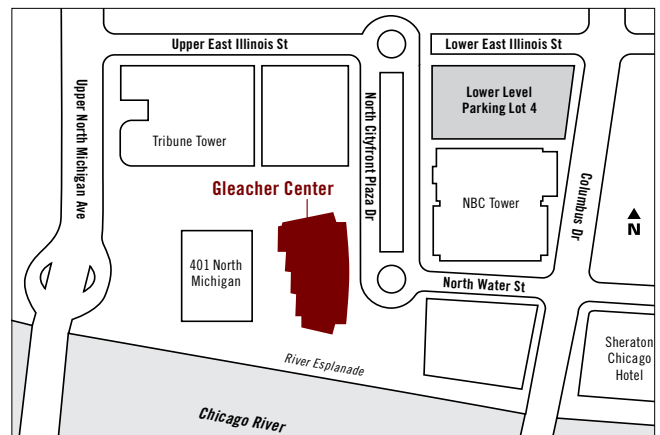 Upper East Illinois St
Lower East Illinois St
Upper North Michigan Ave
Tribune Tower
North Cityfront Plaza Dr
Lower Level
Parking Lot 4
Columbus Dr
Gleacher Center
NBC Tower
N
401 North
Michigan
North Water St
River Esplanade
Sheraton
Chicago
Hotel
Chicago River